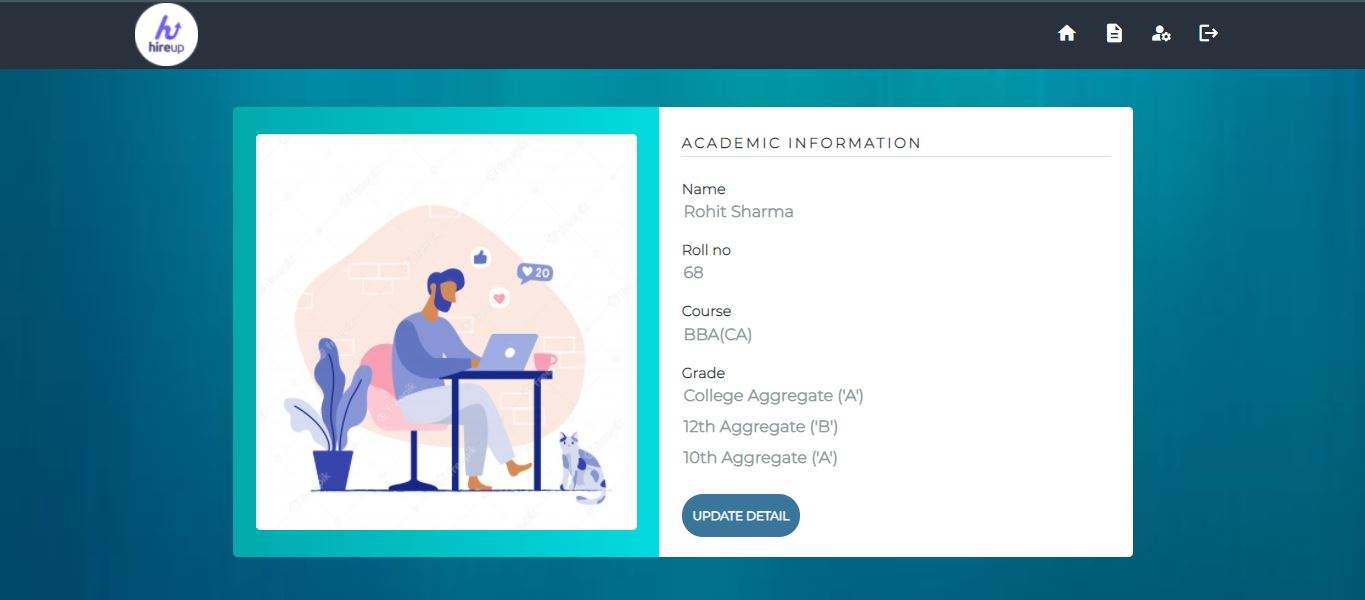 hireup
ACADEMIC INFORMATION
Name
Rohit Sharma
Roll no
68
Course
BBA(CA)
Grade
College Aggregate ('A')
12th Aggregate ('B')
10th Aggregate ('A')
UPDATE DETAIL
20
freepik